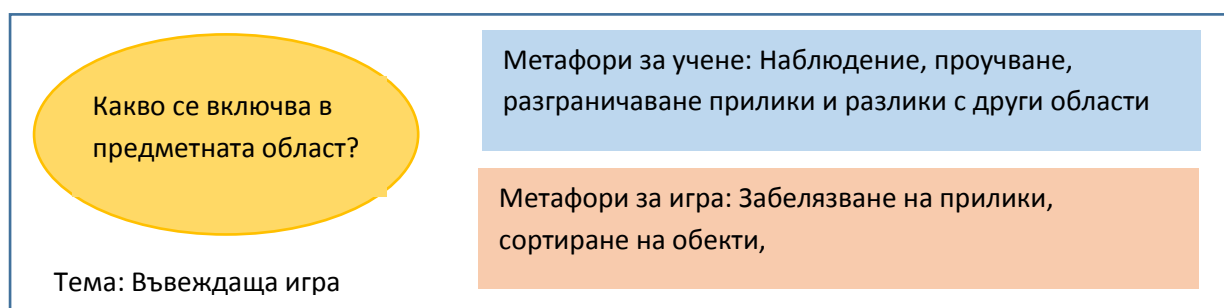 Какво се включва в
предметната област?
Тема: Въвеждаща игра
Метафори за учене: Наблюдение, проучване,
разграничаване прилики и разлики с други области
Метафори за игра: Забелязване на прилики,
сортиране на обекти,